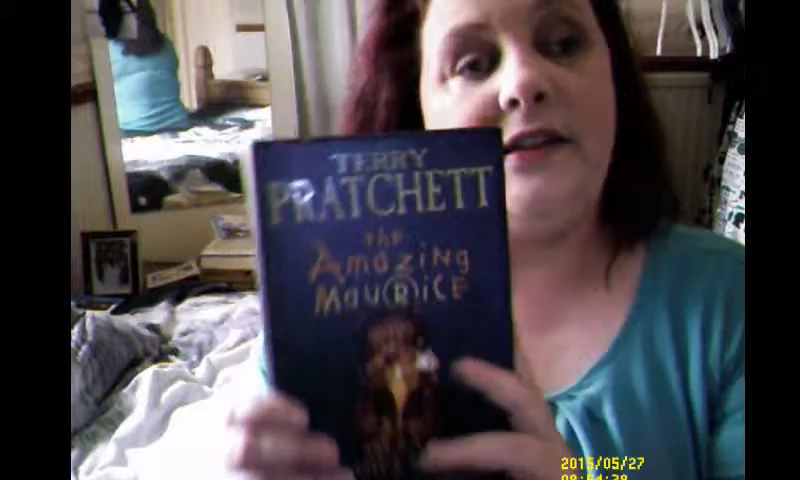 TERRY
PRATCHETT
The
Amazing
MauRicE
2015/05/27